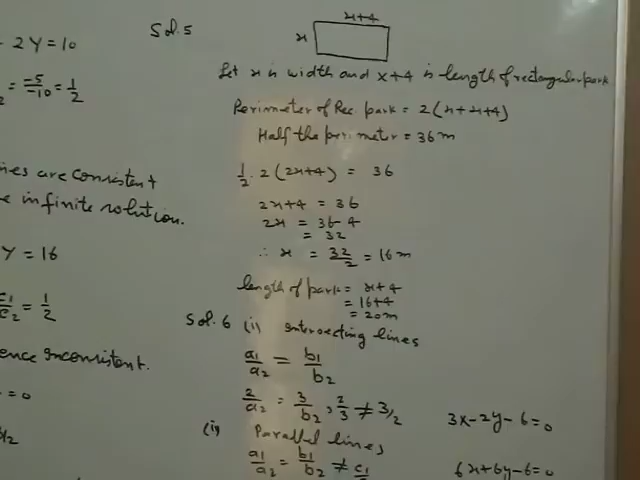 2Y = 10
= -5/-10 = 1/2
lines are consistent
infinite solution.
Y = 16
c1/c2 = 1/2
ence inconsistent.
= 0
Sol. 5
x+4
x
Let x is width and x+4 is length of rectangular park
Perimeter of Rec. park = 2(x+x+4)
Half the perimeter = 36m
1/2 . 2(2x+4) = 36
2x+4 = 36
2x = 36-4
= 32
∴ x = 32/2 = 16m
length of park = x+4
= 16+4
= 20m
Sol. 6 (i) intersecting lines
a1/a2 = b1/b2
2/a2 = 3/b2, 2/3 ≠ 3/2
3x-2y-6=0
(ii) Parallel lines
a1/a2 = b1/b2 ≠ c1/
6x+6y-6=0